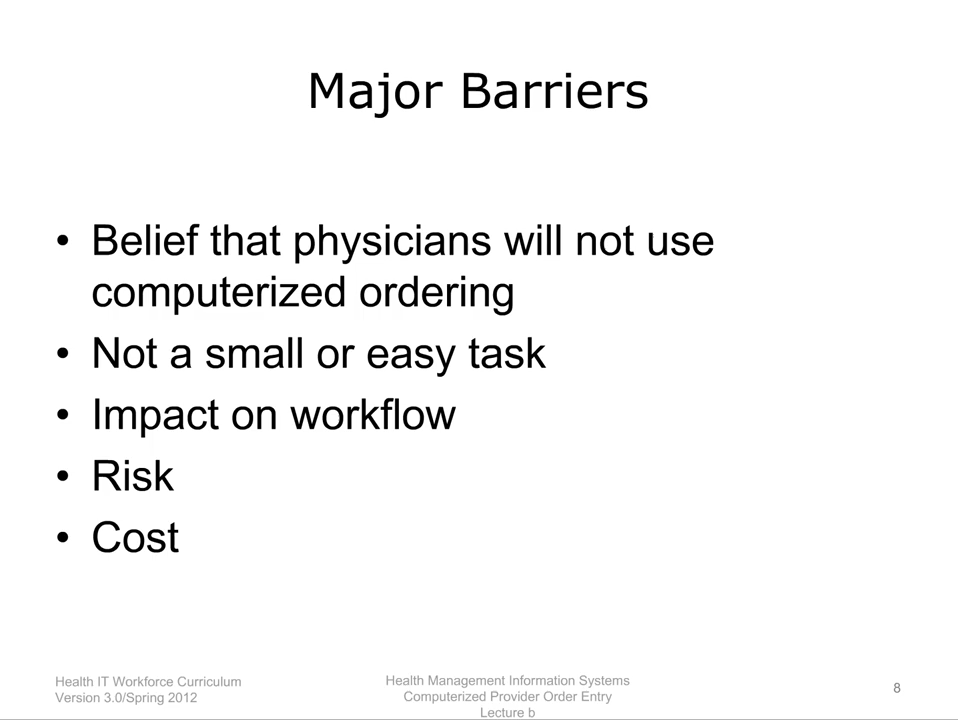 Major Barriers
• Belief that physicians will not use
computerized ordering
• Not a small or easy task
• Impact on workflow
• Risk
• Cost
Health IT Workforce Curriculum
Version 3.0/Spring 2012
Health Management Information Systems
Computerized Provider Order Entry
Lecture b
8